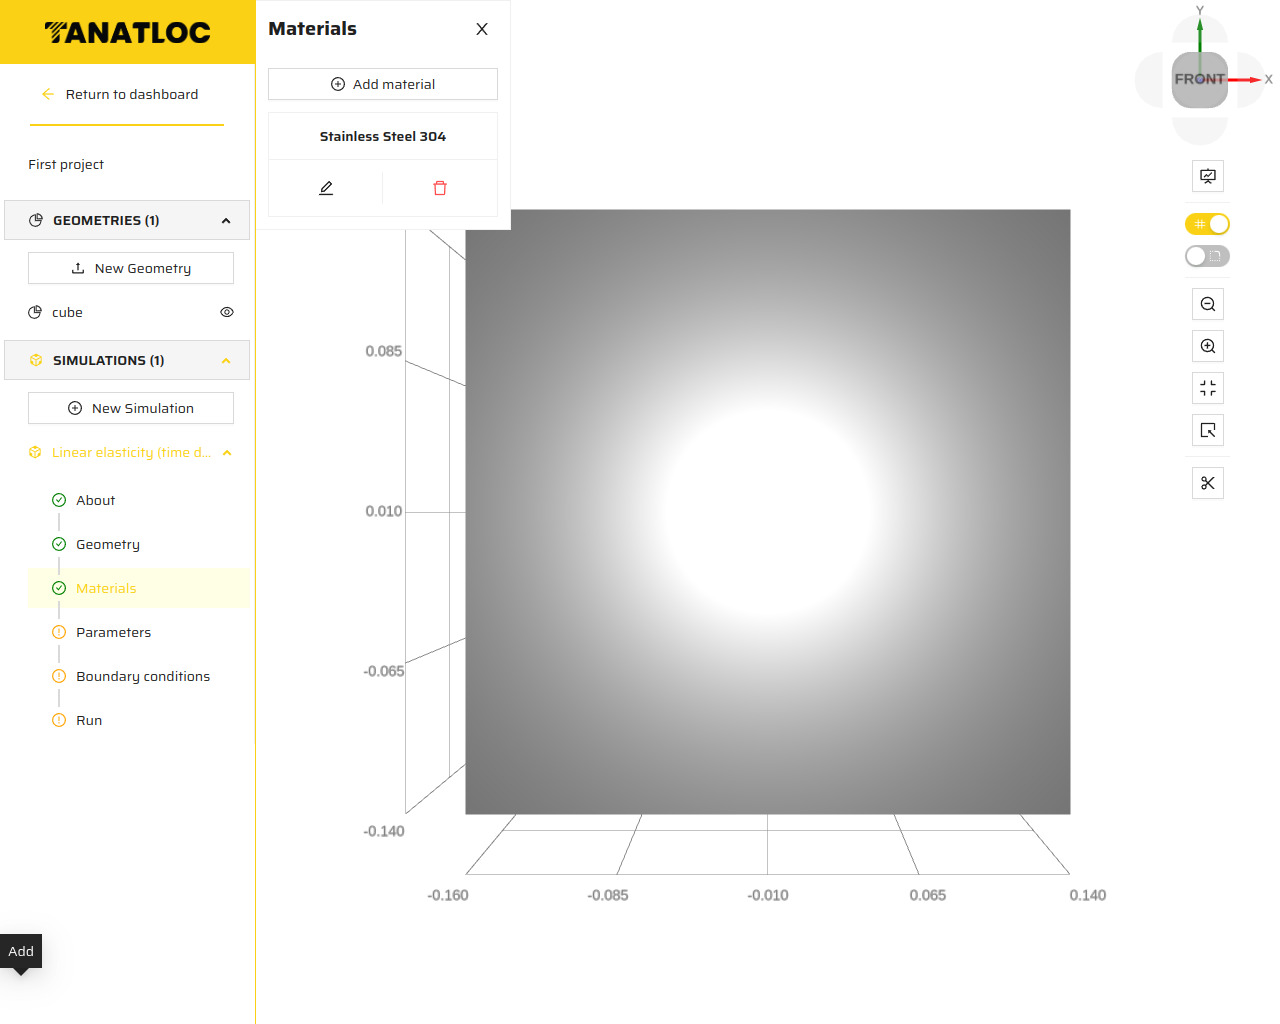 TANATLOC
Return to dashboard
First project
GEOMETRIES (1)
New Geometry
cube
SIMULATIONS (1)
New Simulation
Linear elasticity (time d...
About
Geometry
Materials
Parameters
Boundary conditions
Run
Add
Materials
Add material
Stainless Steel 304
0.085
0.010
-0.065
-0.140
-0.160
-0.085
-0.010
0.065
0.140
Y
FRONT
X